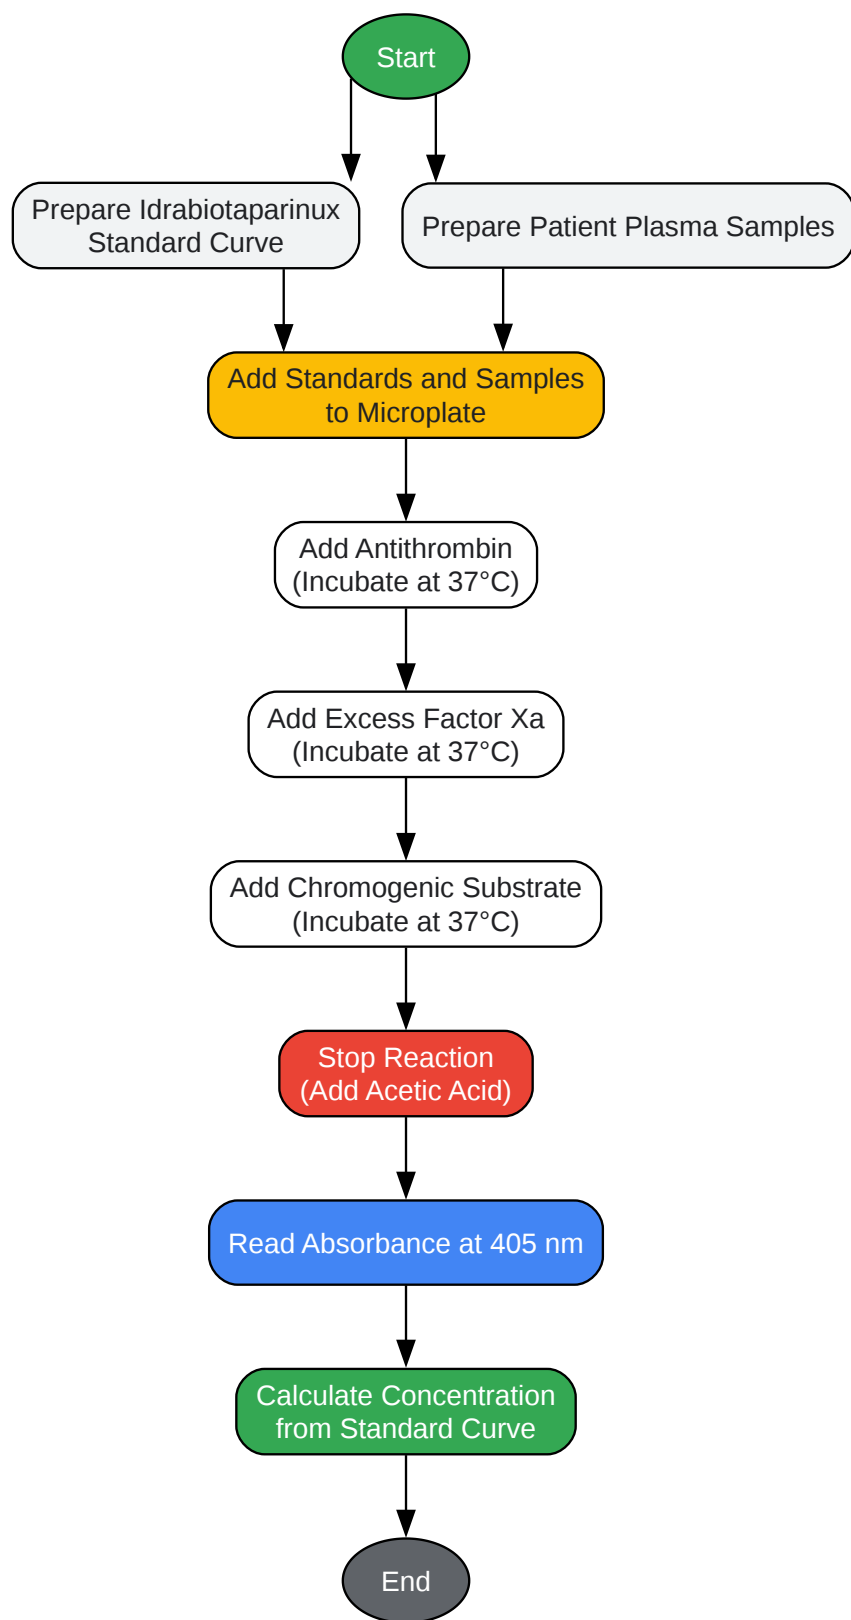 Start
Prepare Idrabiotaparinux
Standard Curve
Prepare Patient Plasma Samples
Add Standards and Samples
to Microplate
Add Antithrombin
(Incubate at 37°C)
Add Excess Factor Xa
(Incubate at 37°C)
Add Chromogenic Substrate
(Incubate at 37°C)
Stop Reaction
(Add Acetic Acid)
Read Absorbance at 405 nm
Calculate Concentration
from Standard Curve
End